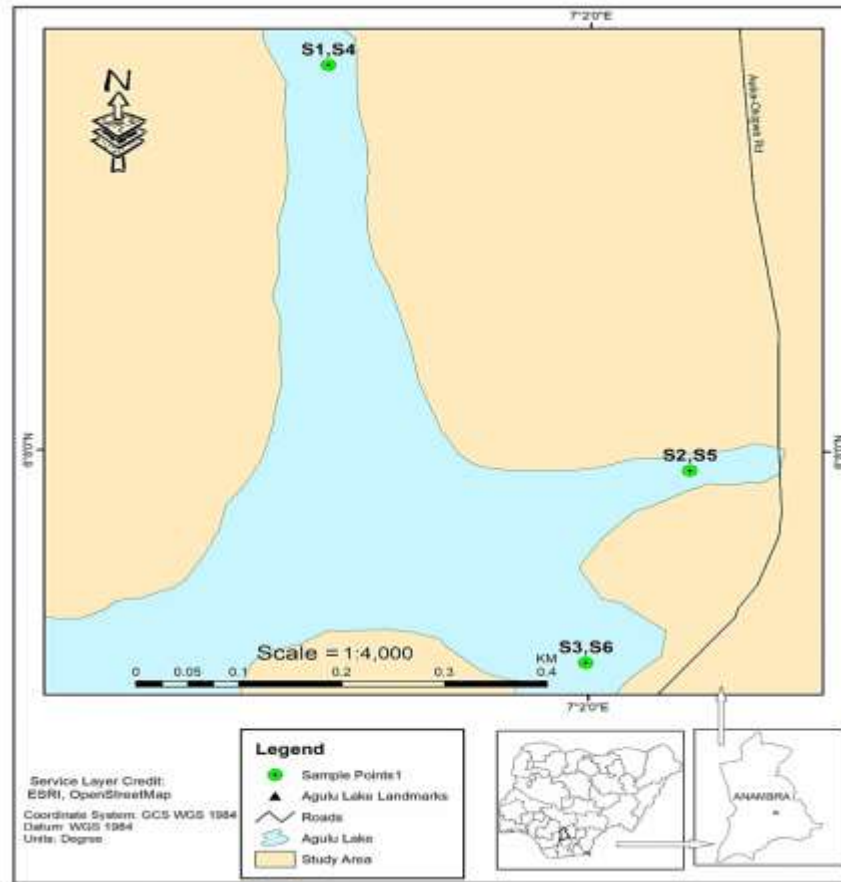 7°2'0"E
S1,S4
N
S2,S5
S3,S6
Scale = 1:4,000
KM
0 0.05 0.1 0.2 0.3 0.4
7°2'0"E
Legend
Sample Points1
Agulu Lake Landmarks
Roads
Agulu Lake
Study Area
Service Layer Credit:
ESRI, OpenStreetMap
Coordinate System: GCS WGS 1984
Datum: WGS 1984
Units: Degree
ANAMBRA